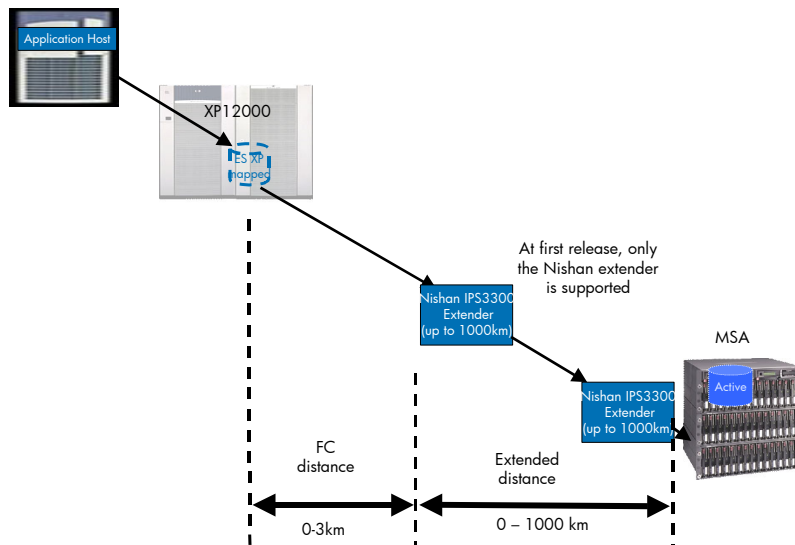 Application Host
XP12000
ES XP
mapped
At first release, only
the Nishan extender
is supported
Nishan IPS3300
Extender
(up to 1000km)
MSA
Active
Nishan IPS3300
Extender
(up to 1000km)
FC
distance
Extended
distance
0-3km
0 – 1000 km